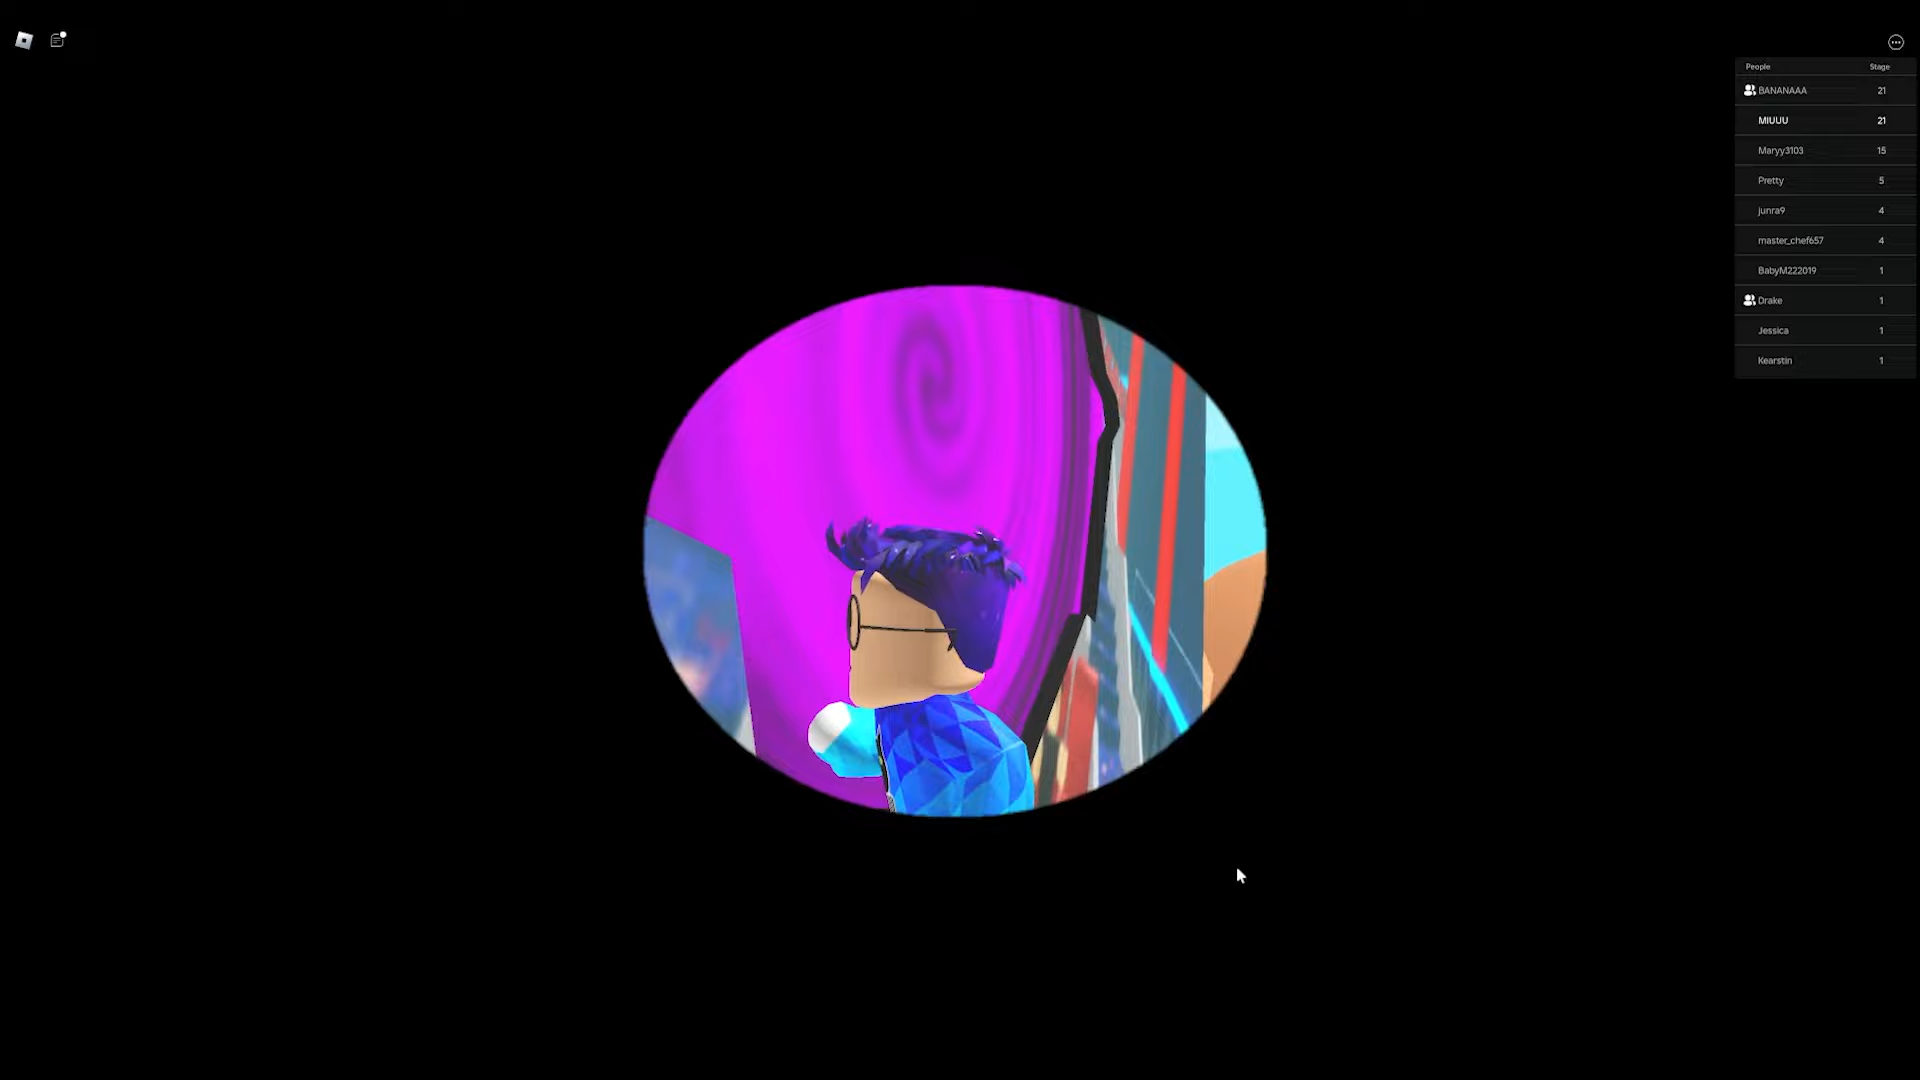 People Stage
BANANAAA 21
MIUUU 21
Maryy3103 15
Pretty 5
junra9 4
master_chef657 4
BabyM222019 1
Drake 1
Jessica 1
Kearstin 1